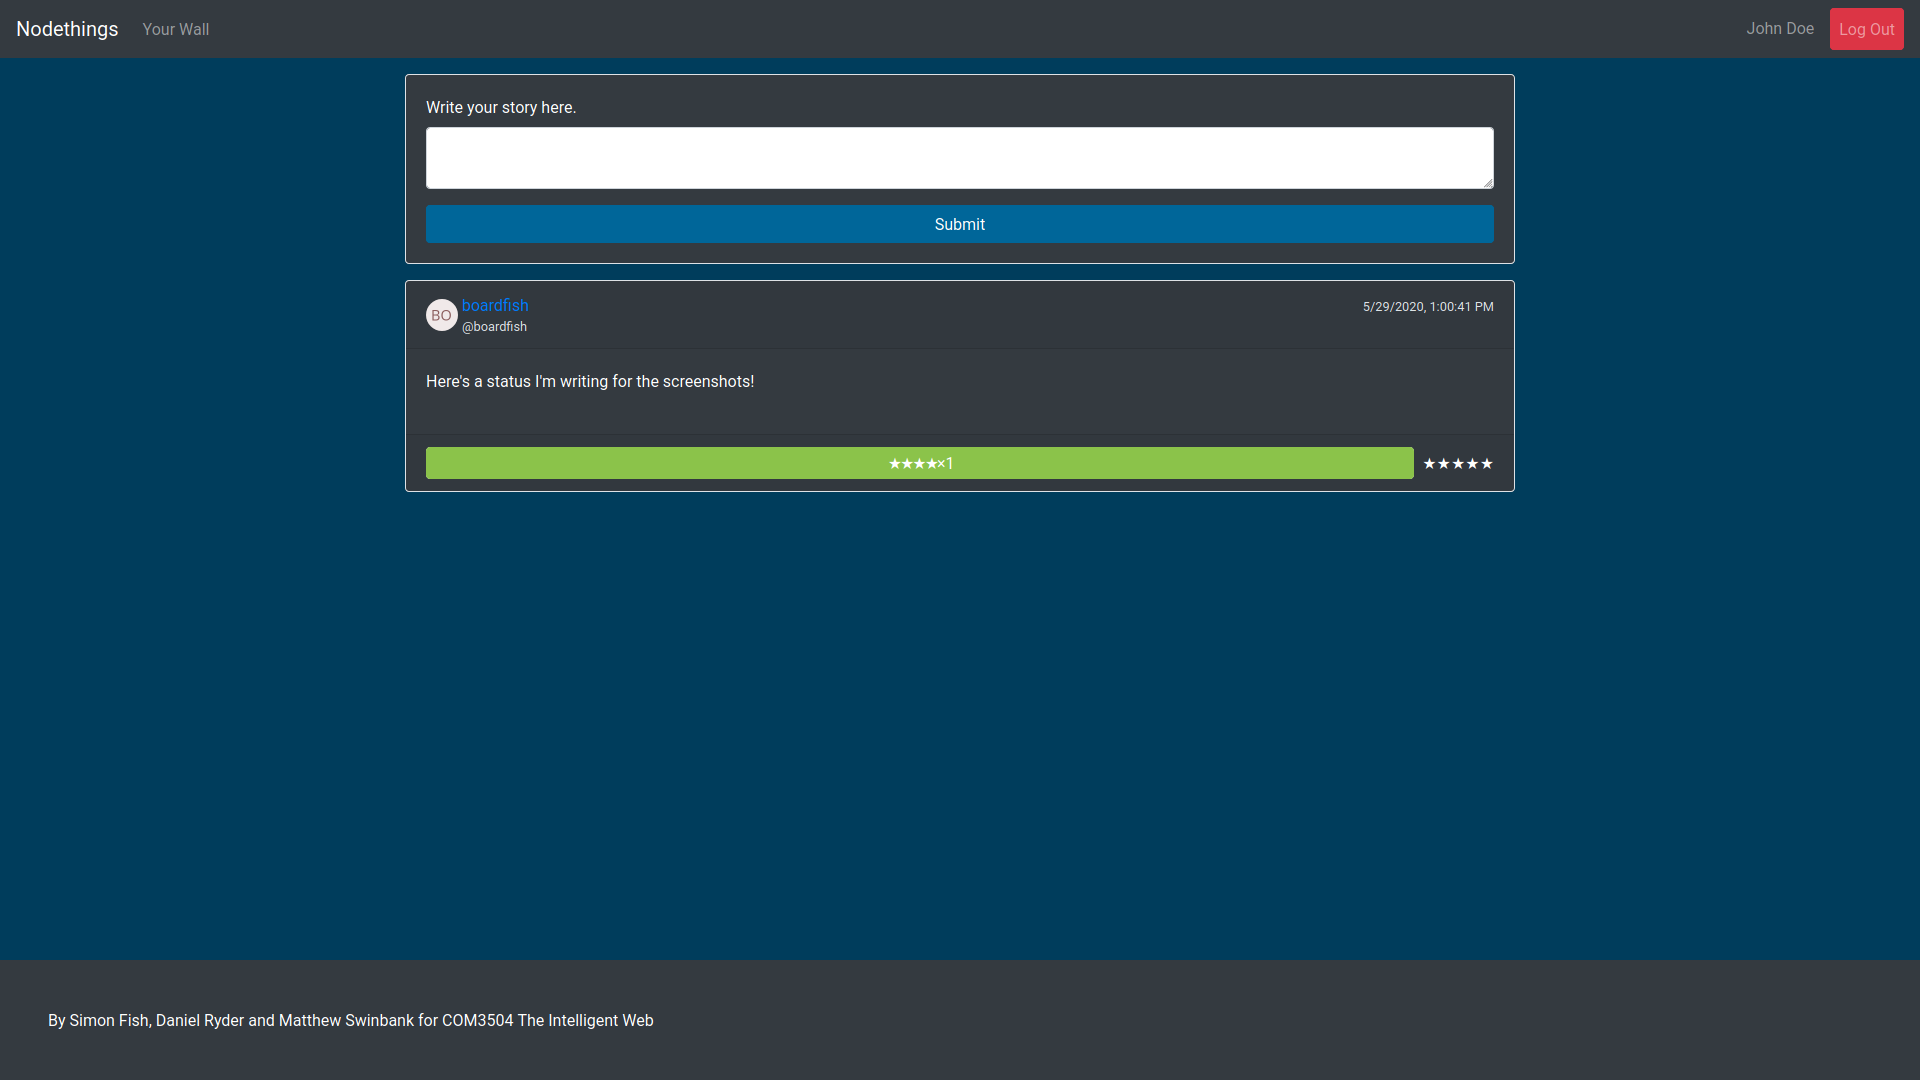 Nodethings Your Wall John Doe Log Out
Write your story here.
Submit
BO boardfish 5/29/2020, 1:00:41 PM
@boardfish
Here's a status I'm writing for the screenshots!
★★★★×1 ★★★★★
By Simon Fish, Daniel Ryder and Matthew Swinbank for COM3504 The Intelligent Web